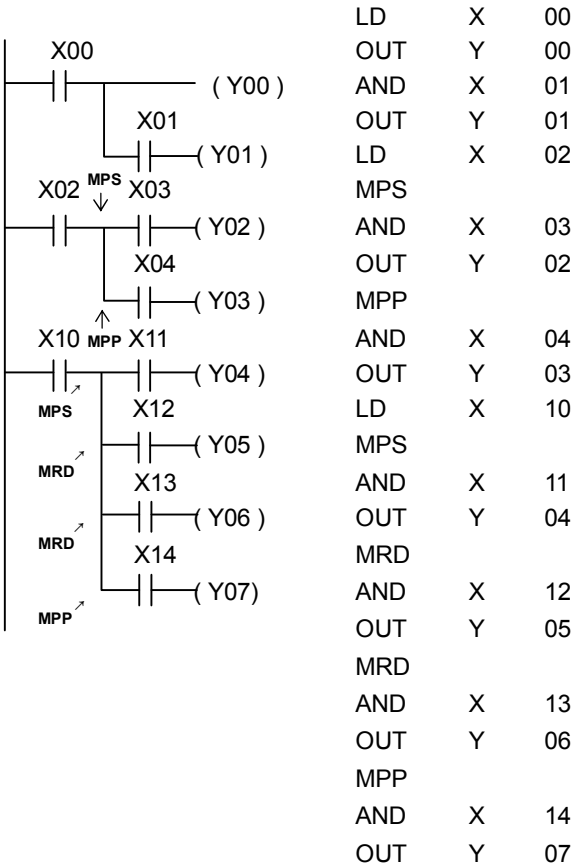 X00
( Y00 )
X01
( Y01 )
X02 MPS X03
( Y02 )
X04
( Y03 )
X10 MPP X11
( Y04 )
MPS X12
( Y05 )
MRD
X13
( Y06 )
MRD
X14
( Y07)
MPP
LD X 00
OUT Y 00
AND X 01
OUT Y 01
LD X 02
MPS
AND X 03
OUT Y 02
MPP
AND X 04
OUT Y 03
LD X 10
MPS
AND X 11
OUT Y 04
MRD
AND X 12
OUT Y 05
MRD
AND X 13
OUT Y 06
MPP
AND X 14
OUT Y 07